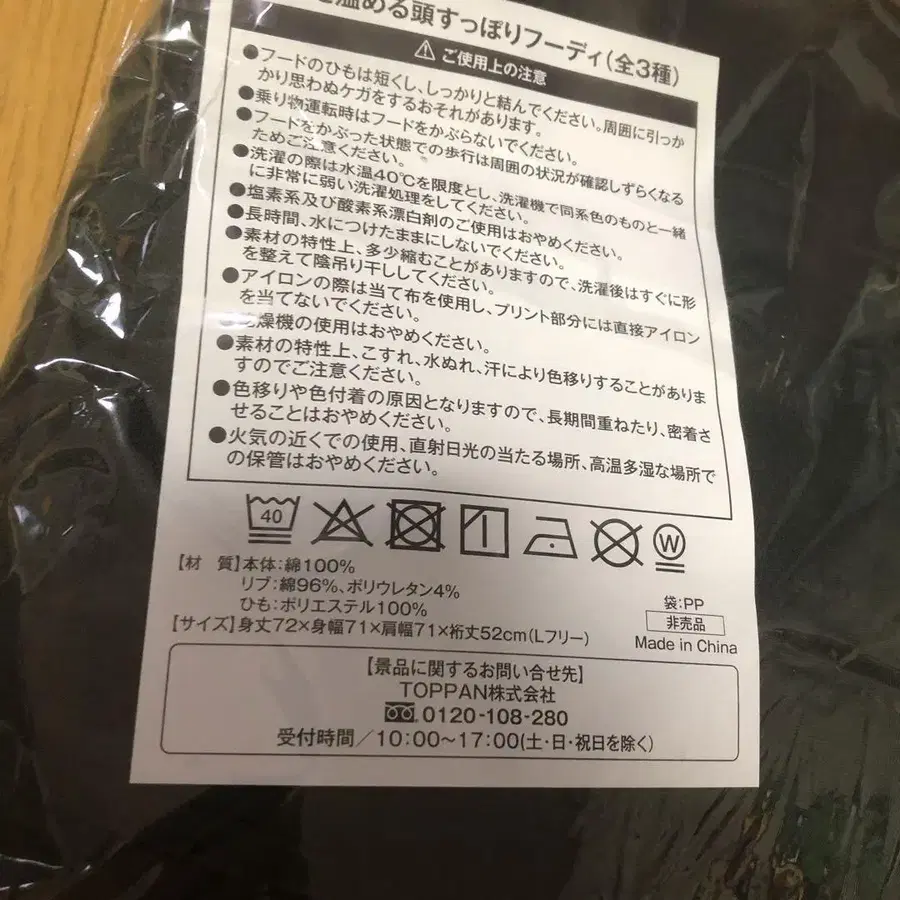 温める頭すっぽりフーディ(全3種)
⚠ ご使用上の注意
●フードのひもは短くし、しっかりと結んでください。周囲に引っか
かり思わぬケガをするおそれがあります。
●乗り物運転時はフードをかぶらないでください。
●フードをかぶった状態での歩行は周囲の状況が確認しずらくなる
ためご注意ください。
●洗濯の際は水温40℃を限度とし、洗濯機で同系色のものと一緒
に非常に弱い洗濯処理をしてください。
●塩素系及び酸素系漂白剤のご使用はおやめください。
●長時間、水につけたままにしないでください。
●素材の特性上、多少縮むことがありますので、洗濯後はすぐに形
を整えて陰吊り干ししてください。
●アイロンの際は当て布を使用し、プリント部分には直接アイロン
を当てないでください。
燥機の使用はおやめください。
●素材の特性上、こすれ、水ぬれ、汗により色移りすることがありま
すのでご注意ください。
●色移りや色付着の原因となりますので、長期間重ねたり、密着さ
せることはおやめください。
●火気の近くでの使用、直射日光の当たる場所、高温多湿な場所で
の保管はおやめください。
40 W
【材 質】本体:綿100%
リブ:綿96%、ポリウレタン4%
ひも:ポリエステル100%
【サイズ】身丈72×身幅71×肩幅71×裄丈52cm(Lフリー)
袋:PP
非売品
Made in China
【景品に関するお問い合せ先】
TOPPAN株式会社
0120-108-280
受付時間/10:00~17:00(土・日・祝日を除く)